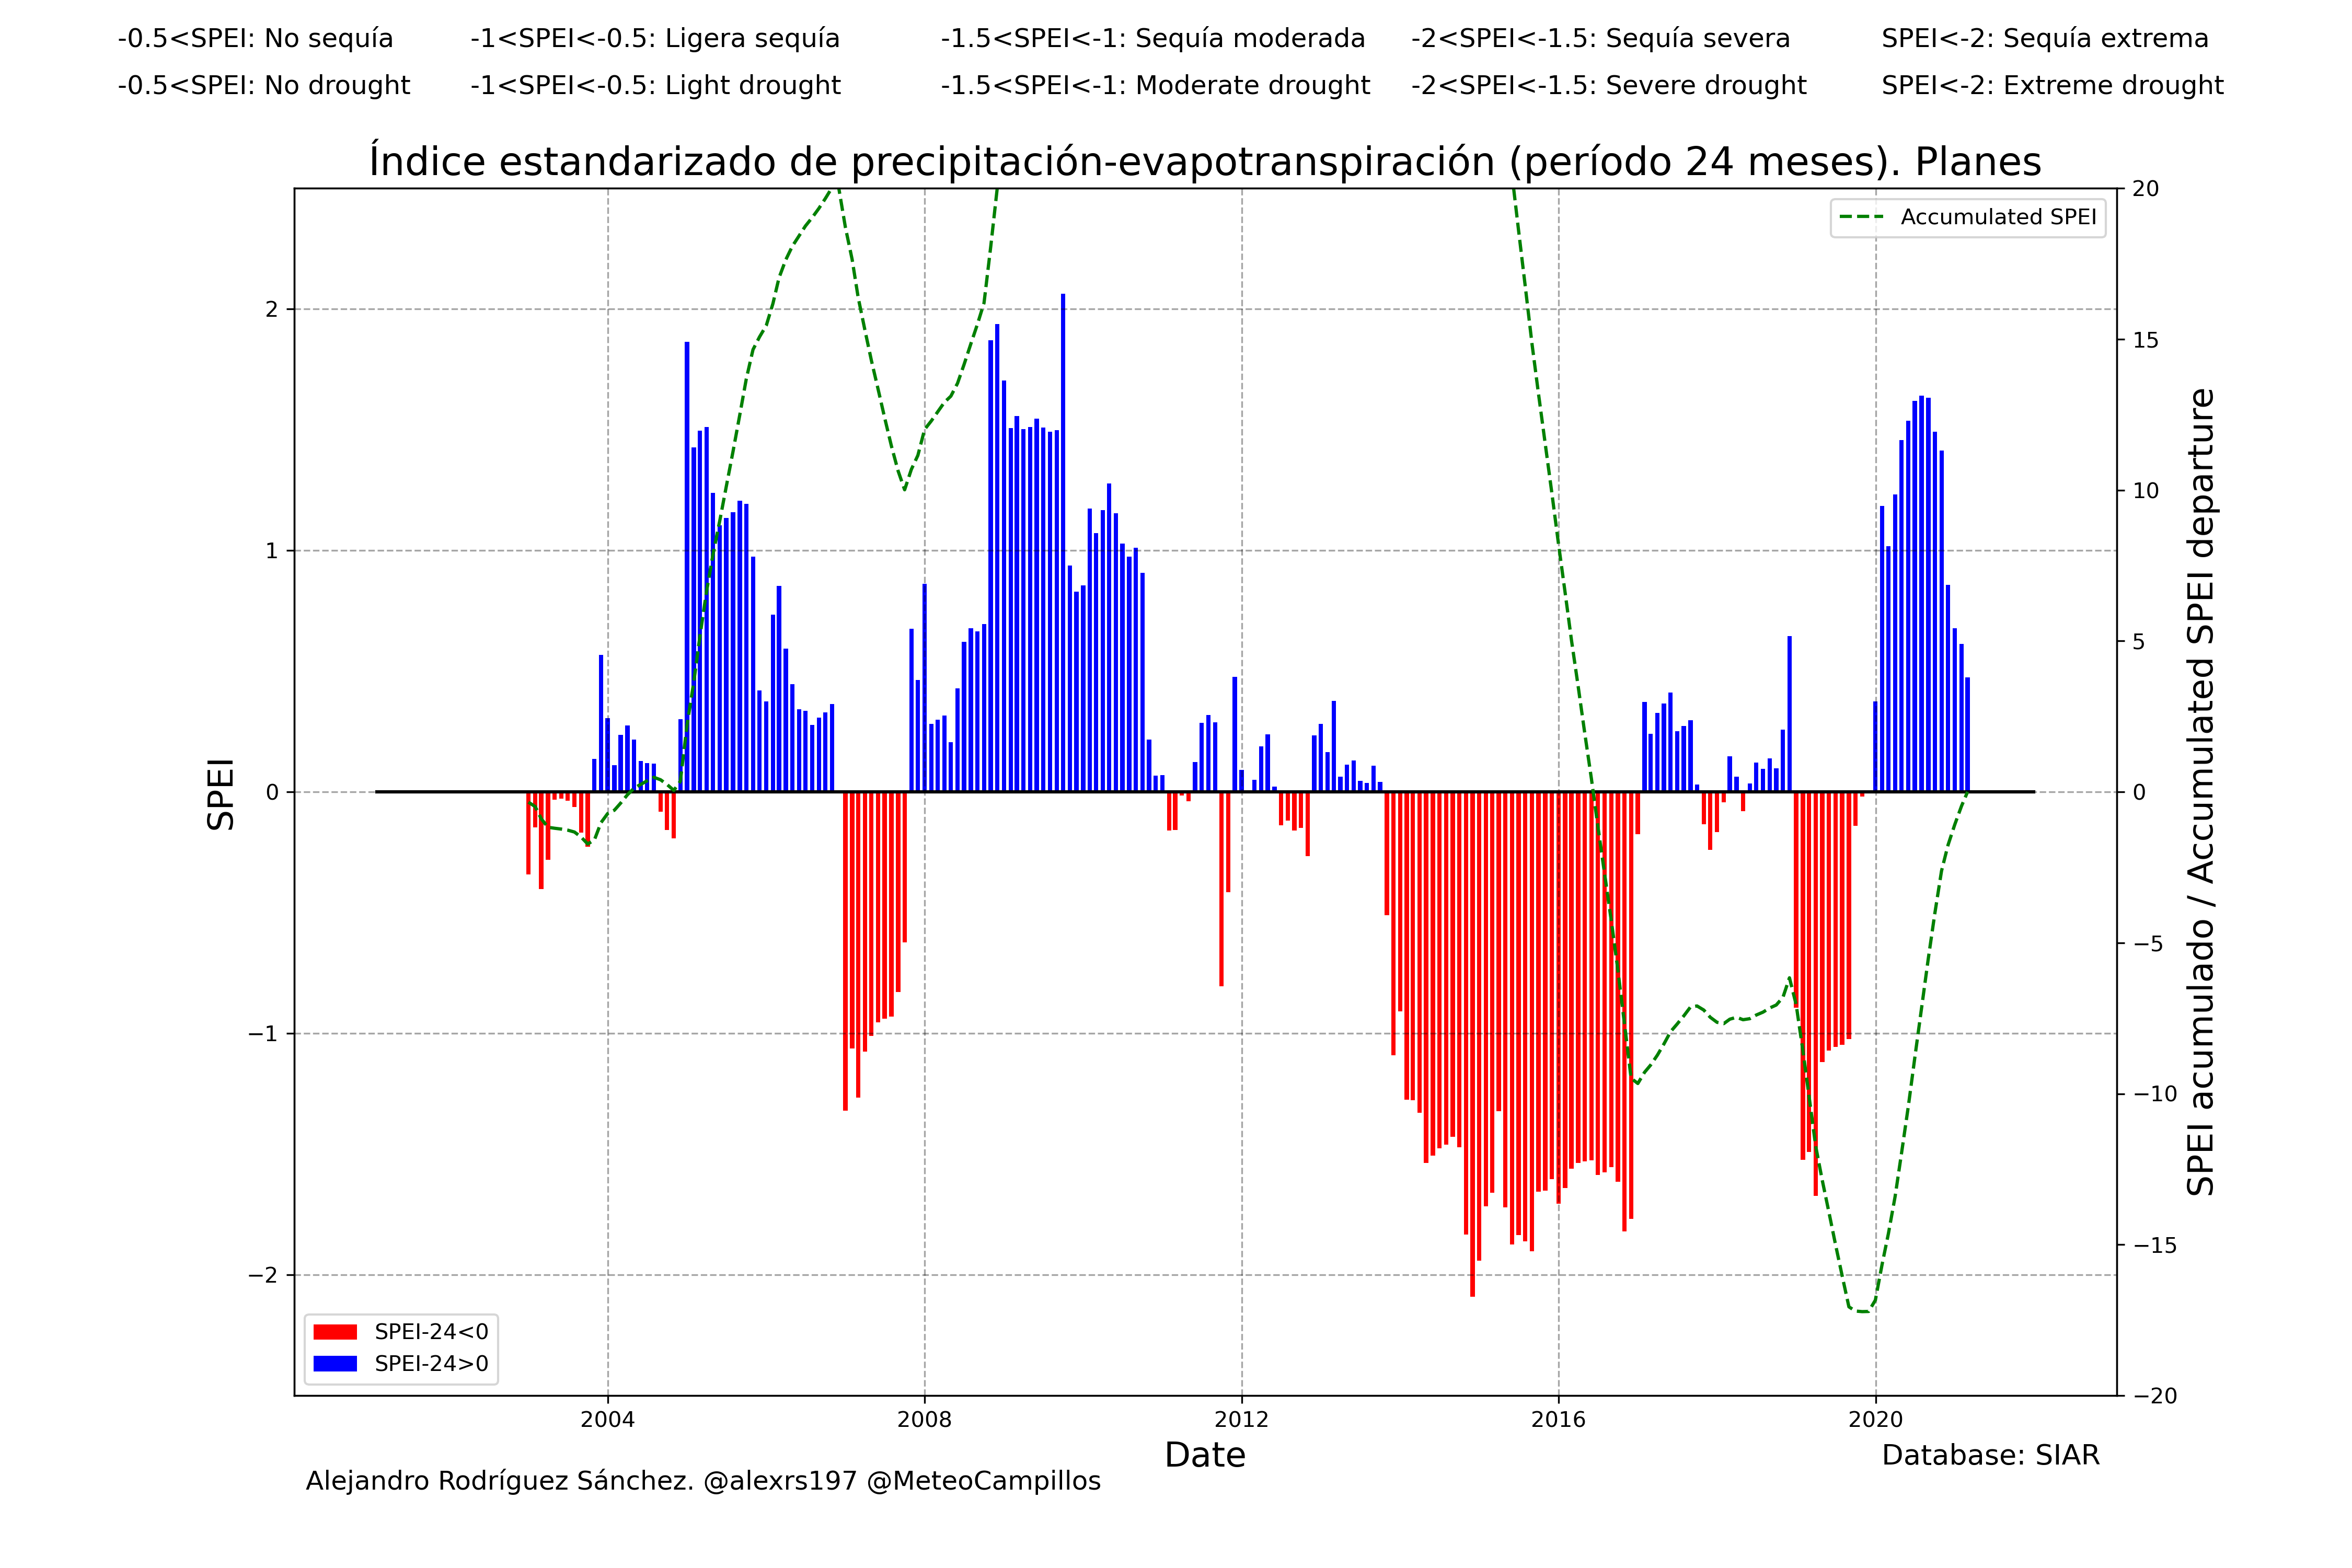 -0.5<SPEI: No sequía -1<SPEI<-0.5: Ligera sequía -1.5<SPEI<-1: Sequía moderada -2<SPEI<-1.5: Sequía severa SPEI<-2: Sequía extrema
-0.5<SPEI: No drought -1<SPEI<-0.5: Light drought -1.5<SPEI<-1: Moderate drought -2<SPEI<-1.5: Severe drought SPEI<-2: Extreme drought
Índice estandarizado de precipitación-evapotranspiración (período 24 meses). Planes
Accumulated SPEI
SPEI
2
1
0
−1
−2
20
15
10
5
0
−5
−10
−15
−20
SPEI acumulado / Accumulated SPEI departure
SPEI-24<0
SPEI-24>0
2004 2008 2012 2016 2020
Date
Database: SIAR
Alejandro Rodríguez Sánchez. @alexrs197 @MeteoCampillos